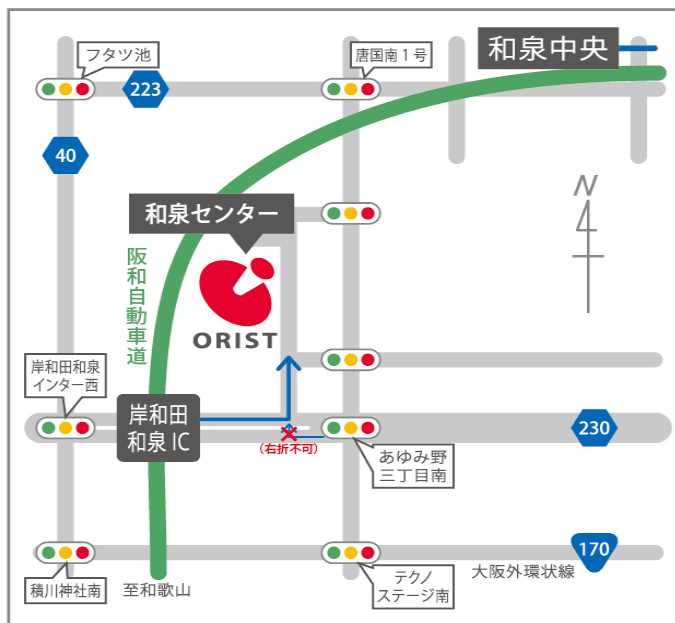 フタツ池
唐国南1号
和泉中央
223
40
N
和泉センター
阪和自動車道
ORIST
岸和田和泉
インター西
岸和田
和泉IC
(右折不可)
あゆみ野
三丁目南
230
170
大阪外環状線
積川神社南
至和歌山
テクノ
ステージ南